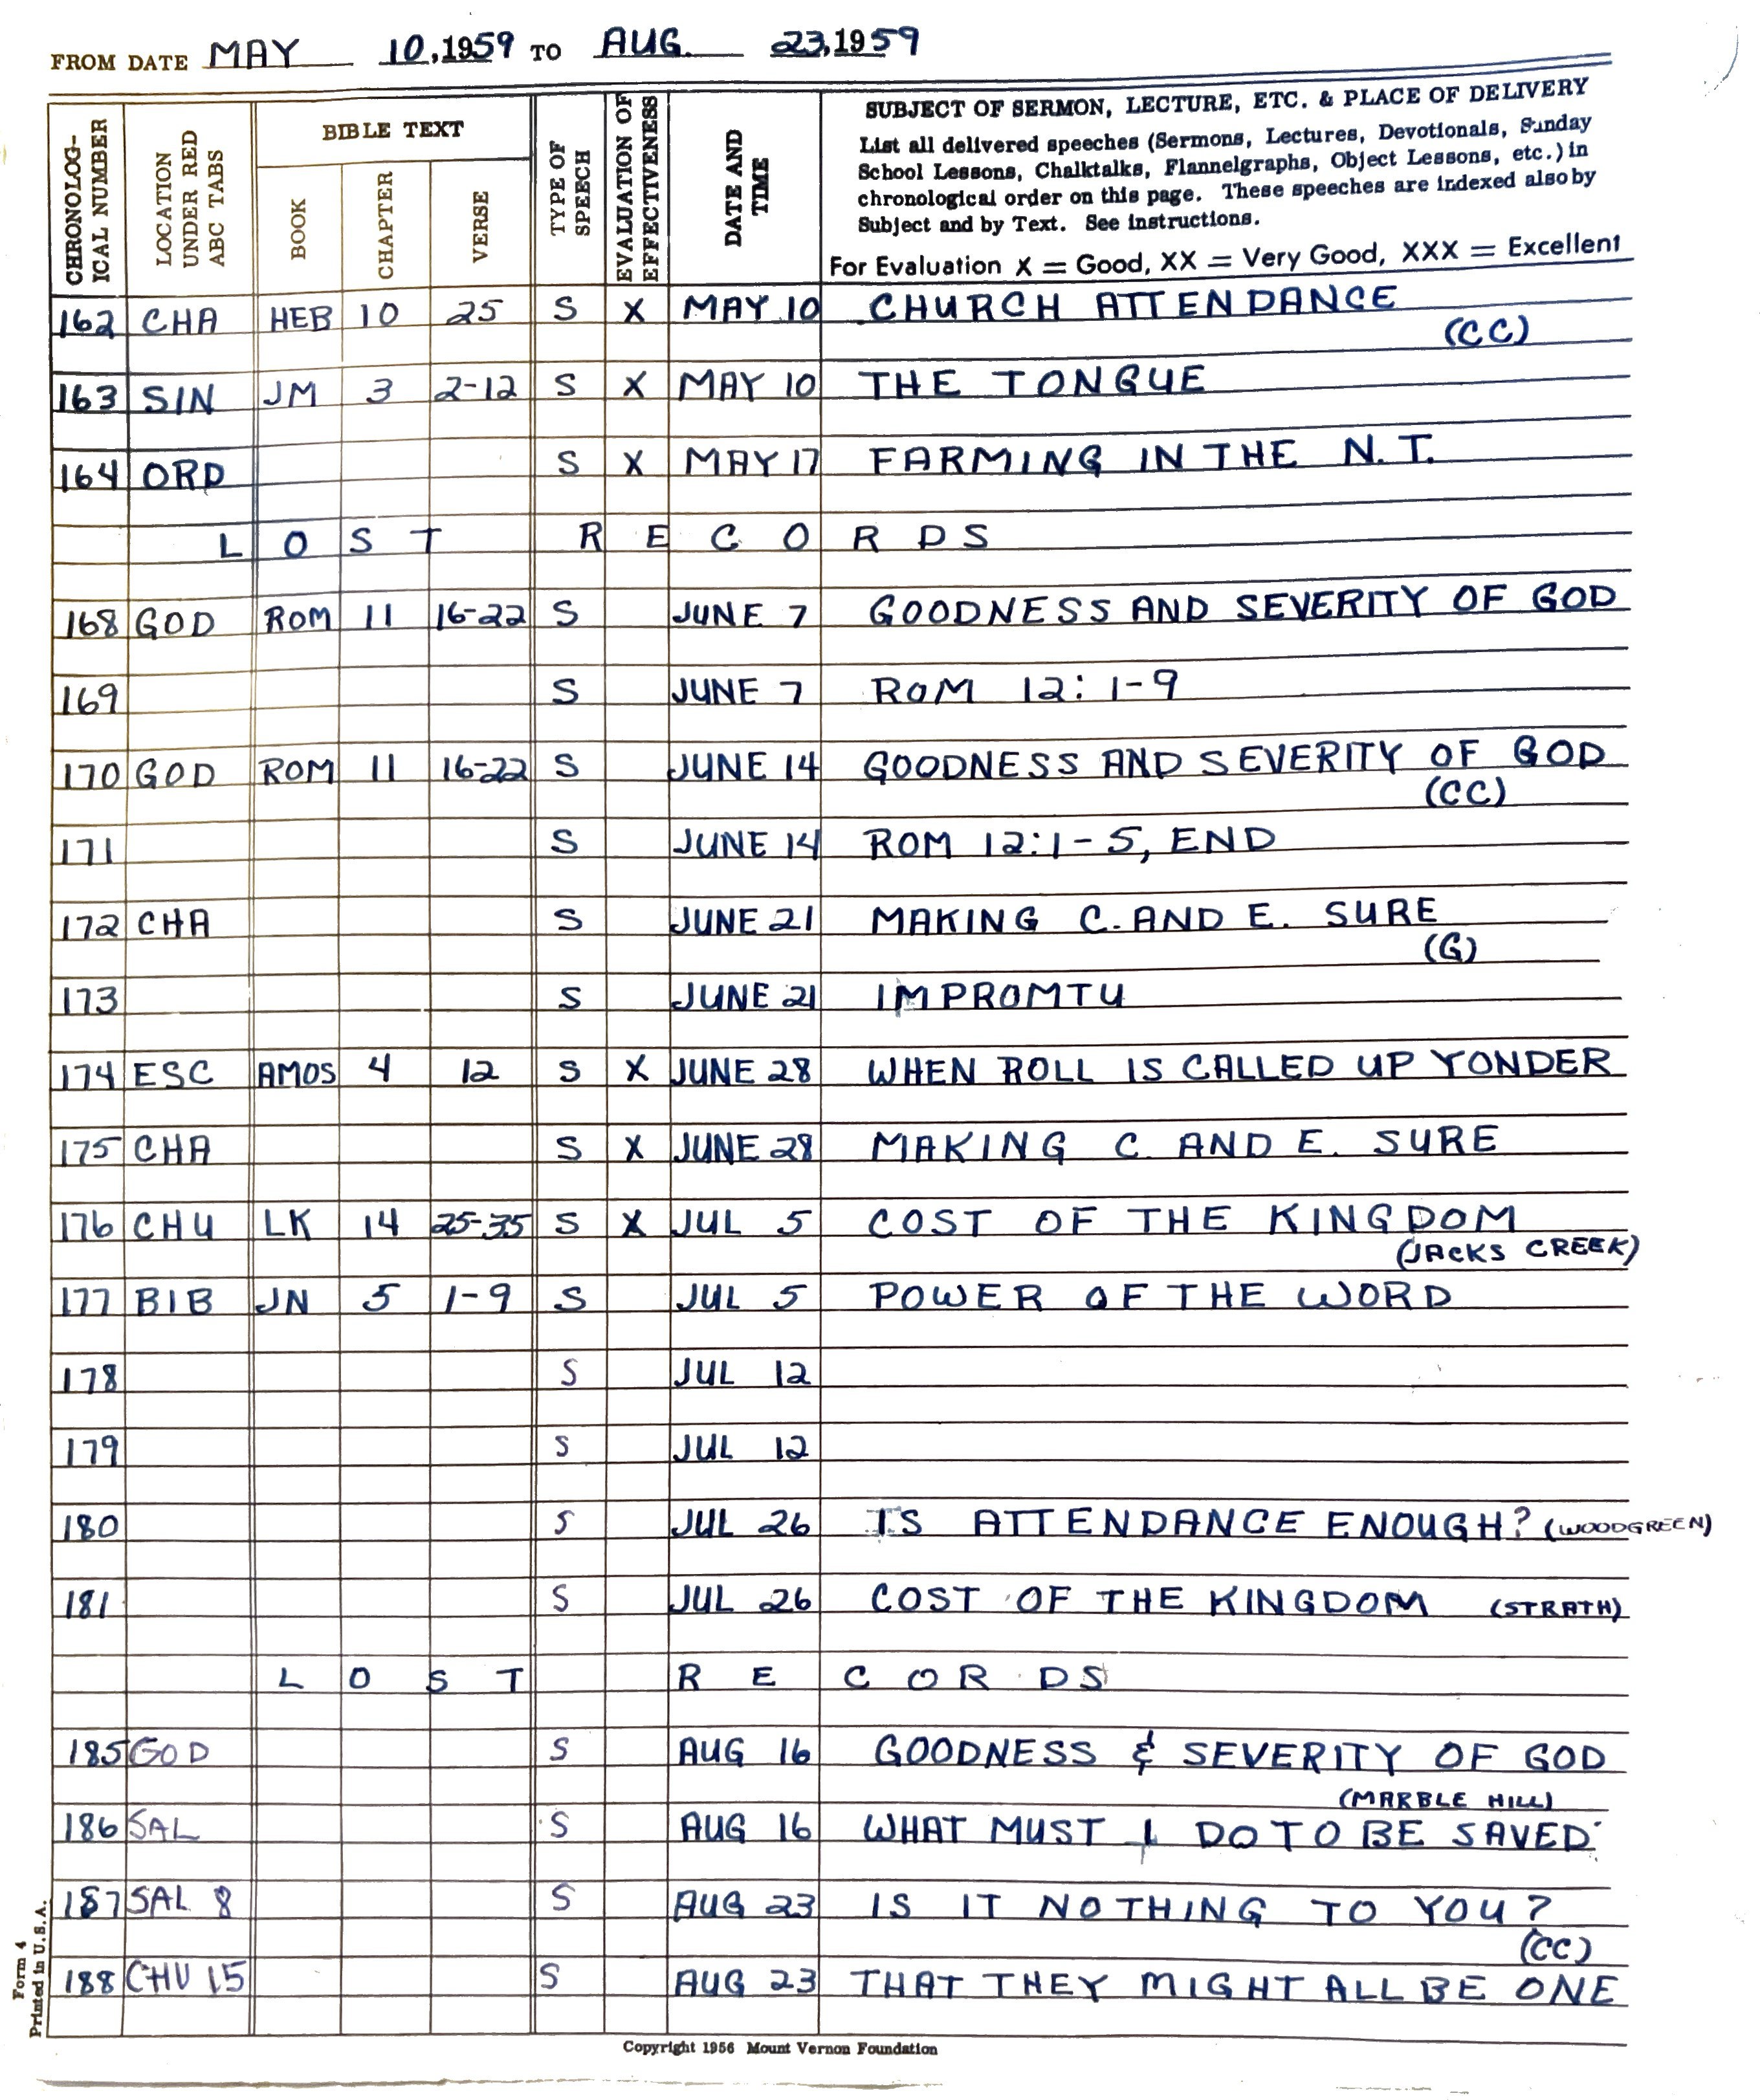 FROM DATE MAY 10, 1959 TO AUG. 23, 1959
CHRONOLOG-ICAL NUMBER
LOCATION UNDER RED ABC TABS
BIBLE TEXT
BOOK
CHAPTER
VERSE
TYPE OF SPEECH
EVALUATION OF EFFECTIVENESS
DATE AND TIME
SUBJECT OF SERMON, LECTURE, ETC. & PLACE OF DELIVERY
List all delivered speeches (Sermons, Lectures, Devotionals, Sunday
School Lessons, Chalktalks, Flannelgraphs, Object Lessons, etc.) in
chronological order on this page. These speeches are indexed also by
Subject and by Text. See instructions.
For Evaluation X = Good, XX = Very Good, XXX = Excellent
162 CHA HEB 10 25 S X MAY 10 CHURCH ATTENDANCE
(CC)
163 SIN JM 3 2-12 S X MAY 10 THE TONGUE
164 ORD S X MAY 17 FARMING IN THE N.T.
LOST RECORDS
168 GOD ROM 11 16-22 S JUNE 7 GOODNESS AND SEVERITY OF GOD
169 S JUNE 7 ROM 12:1-9
170 GOD ROM 11 16-22 S JUNE 14 GOODNESS AND SEVERITY OF GOD
(CC)
171 S JUNE 14 ROM 12:1-5, END
172 CHA S JUNE 21 MAKING C. AND E. SURE
(G)
173 S JUNE 21 IMPROMTU
174 ESC AMOS 4 12 S X JUNE 28 WHEN ROLL IS CALLED UP YONDER
175 CHA S X JUNE 28 MAKING C. AND E. SURE
176 CHU LK 14 25-35 S X JUL 5 COST OF THE KINGDOM
(JACKS CREEK)
177 BIB JN 5 1-9 S JUL 5 POWER OF THE WORD
178 S JUL 12
179 S JUL 12
180 S JUL 26 IS ATTENDANCE ENOUGH? (WOODGREEN)
181 S JUL 26 COST OF THE KINGDOM (STRATH)
LOST RECORDS
185 GOD S AUG 16 GOODNESS & SEVERITY OF GOD
(MARBLE HILL)
186 SAL S AUG 16 WHAT MUST I DO TO BE SAVED
187 SAL 8 S AUG 23 IS IT NOTHING TO YOU?
(CC)
188 CHU 15 S AUG 23 THAT THEY MIGHT ALL BE ONE
Form 4
Printed in U.S.A.
Copyright 1956 Mount Vernon Foundation